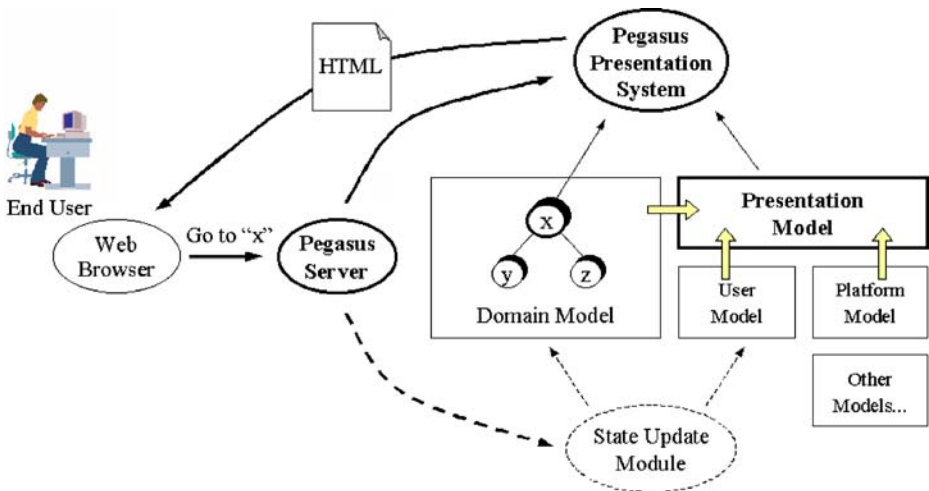 Pegasus
Presentation
System
HTML
End User
Web
Browser
Go to “x”
Pegasus
Server
x
y
z
Domain Model
Presentation
Model
User
Model
Platform
Model
Other
Models...
State Update
Module